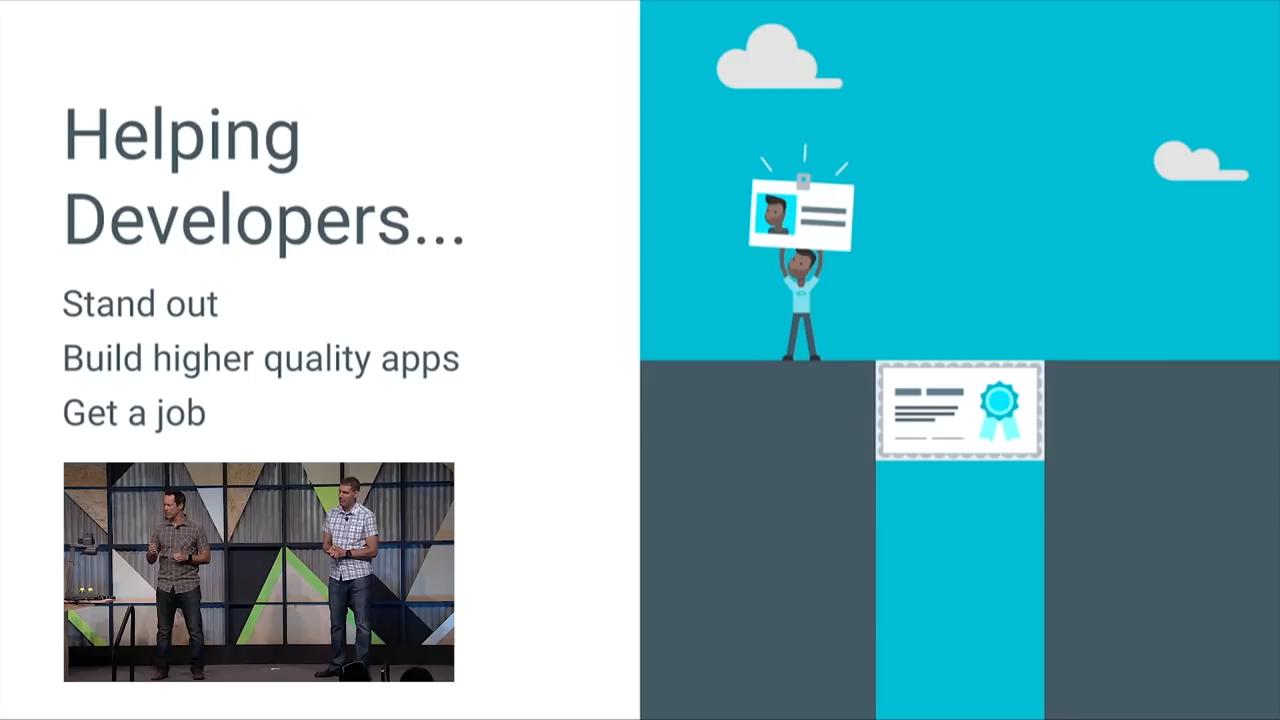 Helping
Developers...
Stand out
Build higher quality apps
Get a job